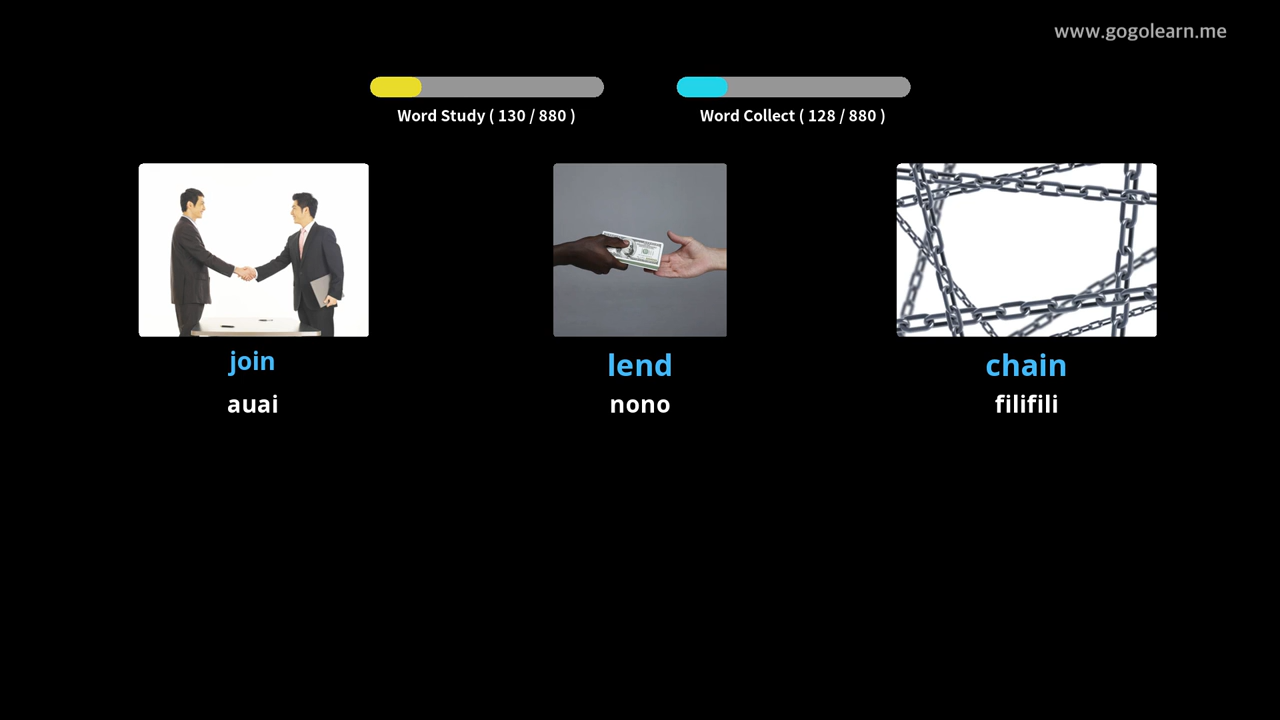 www.gogolearn.me
Word Study ( 130 / 880 )
Word Collect ( 128 / 880 )
join
lend
chain
auai
nono
filifili